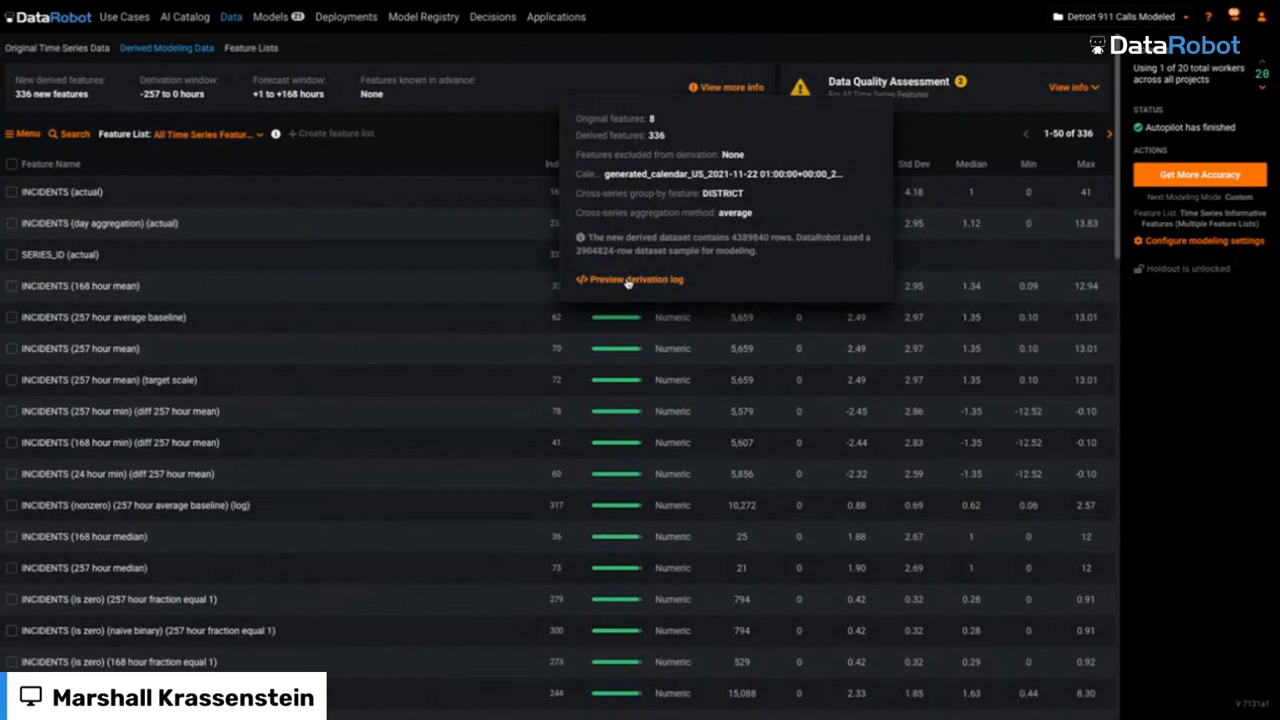 DataRobot Use Cases AI Catalog Data Models 21 Deployments Model Registry Decisions Applications Detroit 911 Calls Modeled ?
DataRobot
Original Time Series Data Derived Modeling Data Feature Lists
New derived features: Derivation window: Forecast window: Features known in advance:
336 new features -257 to 0 hours +1 to +168 hours None
View more info
Data Quality Assessment 2
For All Time Series Features
View info
Using 1 of 20 total workers
across all projects
20
Menu Search Feature List: All Time Series Featur... Create feature list 1-50 of 336
Feature Name Std Dev Median Min Max
INCIDENTS (actual) 4.18 1 0 41
INCIDENTS (day aggregation) (actual) 2.95 1.12 0 13.83
SERIES_ID (actual)
INCIDENTS (168 hour mean) 2.95 1.34 0.09 12.94
INCIDENTS (257 hour average baseline) 62 Numeric 5,659 0 2.49 2.97 1.35 0.10 13.01
INCIDENTS (257 hour mean) 70 Numeric 5,659 0 2.49 2.97 1.35 0.10 13.01
INCIDENTS (257 hour mean) (target scale) 72 Numeric 5,659 0 2.49 2.97 1.35 0.10 13.01
INCIDENTS (257 hour min) (diff 257 hour mean) 78 Numeric 5,579 0 -2.45 2.86 -1.35 -12.52 -0.10
INCIDENTS (168 hour min) (diff 257 hour mean) 41 Numeric 5,607 0 -2.44 2.83 -1.35 -12.52 -0.10
INCIDENTS (24 hour min) (diff 257 hour mean) 60 Numeric 5,856 0 -2.32 2.59 -1.35 -12.52 -0.10
INCIDENTS (nonzero) (257 hour average baseline) (log) 317 Numeric 10,272 0 0.88 0.69 0.62 0.06 2.57
INCIDENTS (168 hour median) 36 Numeric 25 0 1.88 2.67 1 0 12
INCIDENTS (257 hour median) 73 Numeric 21 0 1.90 2.69 1 0 12
INCIDENTS (is zero) (257 hour fraction equal 1) 279 Numeric 794 0 0.42 0.32 0.28 0 0.91
INCIDENTS (is zero) (naive binary) (257 hour fraction equal 1) 300 Numeric 794 0 0.42 0.32 0.28 0 0.91
INCIDENTS (is zero) (168 hour fraction equal 1) 273 Numeric 529 0 0.42 0.32 0.29 0 0.92
244 Numeric 15,088 0 2.33 1.85 1.63 0.44 8.30
Original features: 8
Derived features: 336
Features excluded from derivation: None
Cale... generated_calendar_US_2021-11-22 01:00:00+00:00_2...
Cross-series group-by feature: DISTRICT
Cross-series aggregation method: average
The new derived dataset contains 4389840 rows. DataRobot used a
3904824-row dataset sample for modeling.
Preview derivation log
STATUS
Autopilot has finished
ACTIONS
Get More Accuracy
Next Modeling Mode: Custom
Feature List: Time Series Informative
Features (Multiple Feature Lists)
Configure modeling settings
Holdout is unlocked
Marshall Krassenstein
V 7131a1